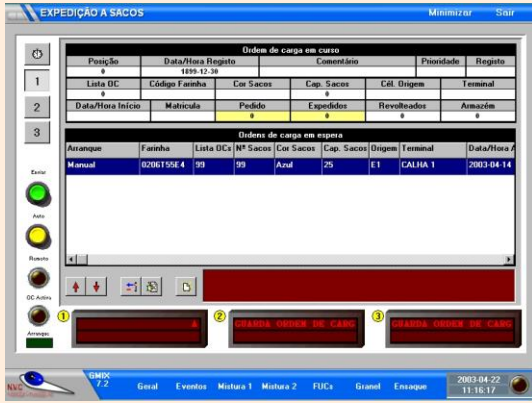 EXPEDIÇÃO A SACOS Minimizar Sair
Ordem de carga em curso
Posição Data/Hora Registo Comentário Prioridade Registo
0 1899-12-30
Lista OC Código Farinha Cor Sacos Cap. Sacos Cél. Origem Terminal
0 0
Data/Hora Início Matrícula Pedido Expedidos Revolteados Armazém
0 0 0 0
1
2
3
Ordens de carga em espera
Arranque Farinha Lista OCs Nº Sacos Cor Sacos Cap. Sacos Origem Terminal Data/Hora A
Manual 0206T55E4 99 99 Azul 25 E1 CALHA 1 2003-04-14
Enviar
Auto
Remoto
OC Activa
Arranque
1 2 GUARDA ORDEM DE CARG 3 GUARDA ORDEM DE CARG
NVC
GMIX
7.2
Geral Eventos Mistura 1 Mistura 2 FUCs Granel Ensaque
2003-04-22
11:16:17